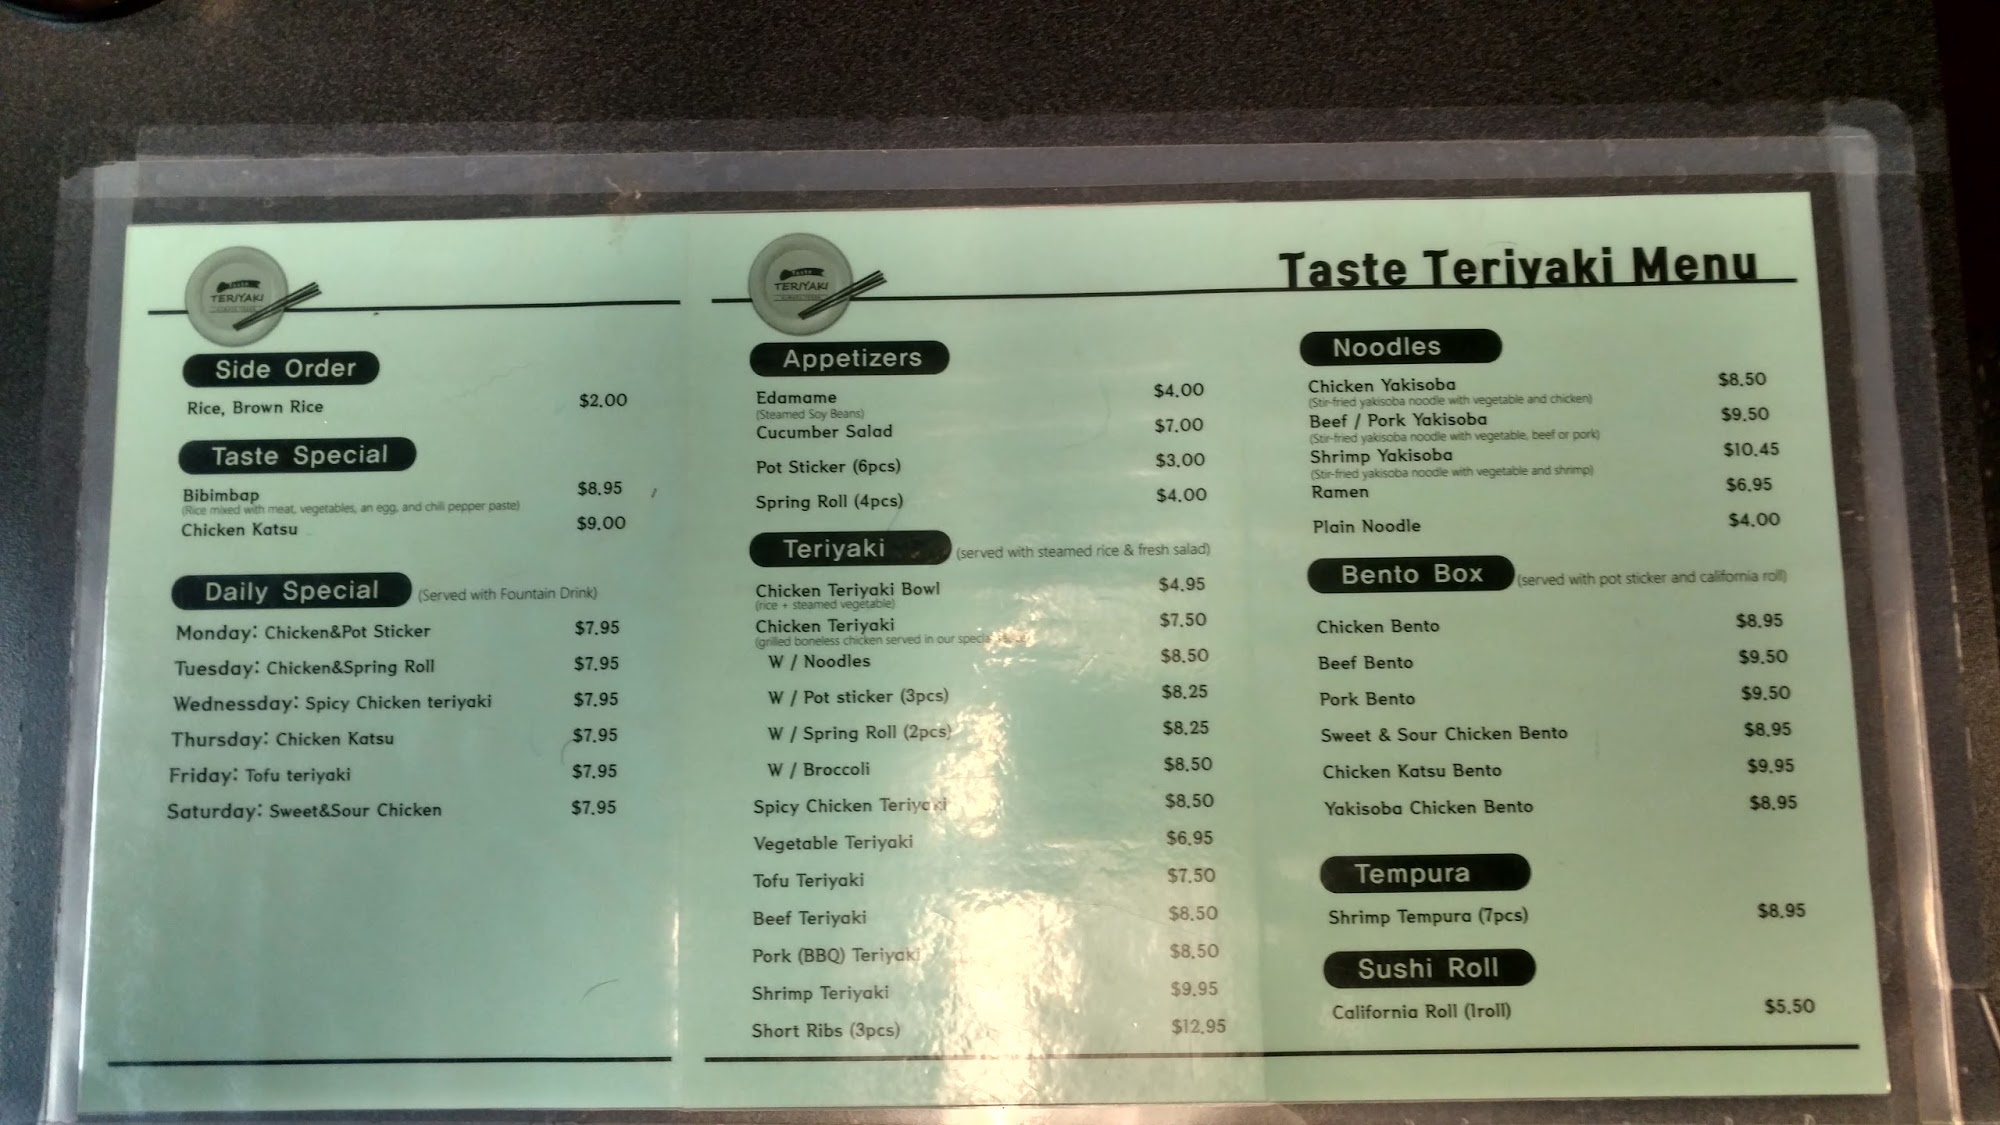 Taste
TERIYAKI
Side Order
Rice, Brown Rice $2.00
Taste Special
Bibimbap $8.95
(Rice mixed with meat, vegetables, an egg, and chili pepper paste)
Chicken Katsu $9.00
Daily Special (Served with Fountain Drink)
Monday: Chicken&Pot Sticker $7.95
Tuesday: Chicken&Spring Roll $7.95
Wednessday: Spicy Chicken teriyaki $7.95
Thursday: Chicken Katsu $7.95
Friday: Tofu teriyaki $7.95
Saturday: Sweet&Sour Chicken $7.95
Taste
TERIYAKI
Taste Teriyaki Menu
Appetizers
Edamame $4.00
(Steamed Soy Beans)
Cucumber Salad $7.00
Pot Sticker (6pcs) $3.00
Spring Roll (4pcs) $4.00
Teriyaki (served with steamed rice & fresh salad)
Chicken Teriyaki Bowl $4.95
(rice + steamed vegetable)
Chicken Teriyaki $7.50
(grilled boneless chicken served in our special
W / Noodles $8.50
W / Pot sticker (3pcs) $8.25
W / Spring Roll (2pcs) $8.25
W / Broccoli $8.50
Spicy Chicken Teriyaki $8.50
Vegetable Teriyaki $6.95
Tofu Teriyaki $7.50
Beef Teriyaki $8.50
Pork (BBQ) Teriyaki $8.50
Shrimp Teriyaki $9.95
Short Ribs (3pcs) $12.95
Noodles
Chicken Yakisoba $8.50
(Stir-fried yakisoba noodle with vegetable and chicken)
Beef / Pork Yakisoba $9.50
(Stir-fried yakisoba noodle with vegetable, beef or pork)
Shrimp Yakisoba $10.45
(Stir-fried yakisoba noodle with vegetable and shrimp)
Ramen $6.95
Plain Noodle $4.00
Bento Box (served with pot sticker and california roll)
Chicken Bento $8.95
Beef Bento $9.50
Pork Bento $9.50
Sweet & Sour Chicken Bento $8.95
Chicken Katsu Bento $9.95
Yakisoba Chicken Bento $8.95
Tempura
Shrimp Tempura (7pcs) $8.95
Sushi Roll
California Roll (1roll) $5.50